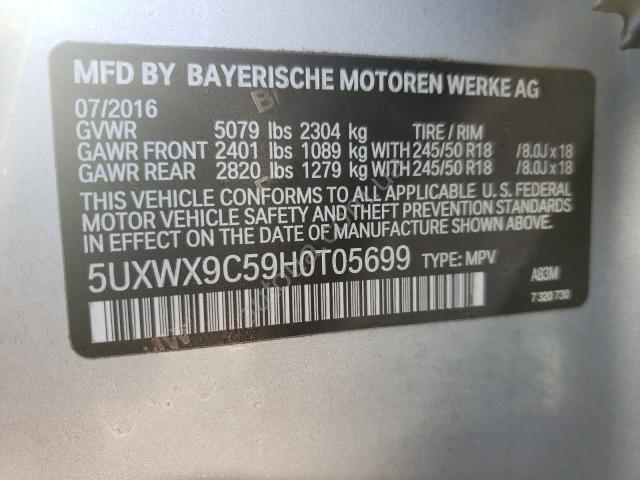 MFD BY BAYERISCHE MOTOREN WERKE AG
07/2016
GVWR 5079 lbs 2304 kg TIRE / RIM
GAWR FRONT 2401 lbs 1089 kg WITH 245/50 R18 /8.0J x 18
GAWR REAR 2820 lbs 1279 kg WITH 245/50 R18 /8.0J x 18
THIS VEHICLE CONFORMS TO ALL APPLICABLE U. S. FEDERAL
MOTOR VEHICLE SAFETY AND THEFT PREVENTION STANDARDS
IN EFFECT ON THE DATE OF MANUFACTURE SHOWN ABOVE.
5UXWX9C59H0T05699 TYPE: MPV
A83M
7 320 730